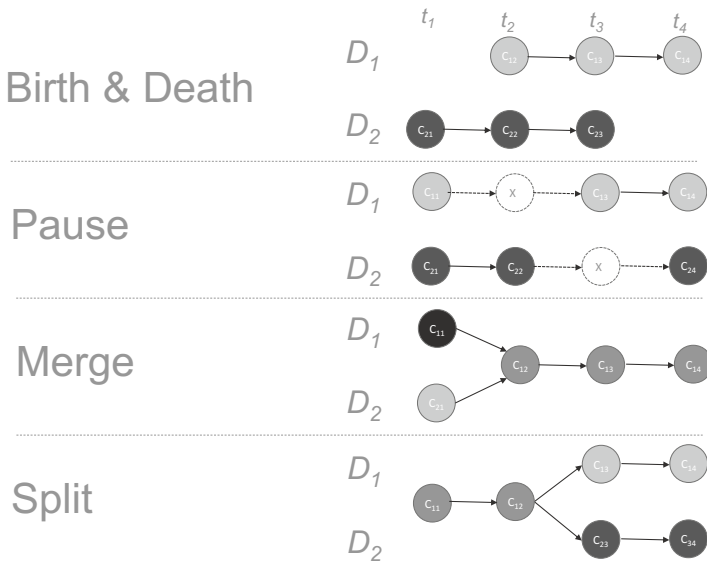 t1 t2 t3 t4
D1 C12 C13 C14
Birth & Death
D2 C21 C22 C23
D1 C11 x C13 C14
Pause
D2 C21 C22 x C24
D1 C11
Merge
C12 C13 C14
D2 C21
D1 C13 C14
Split
C11 C12
D2 C23 C34